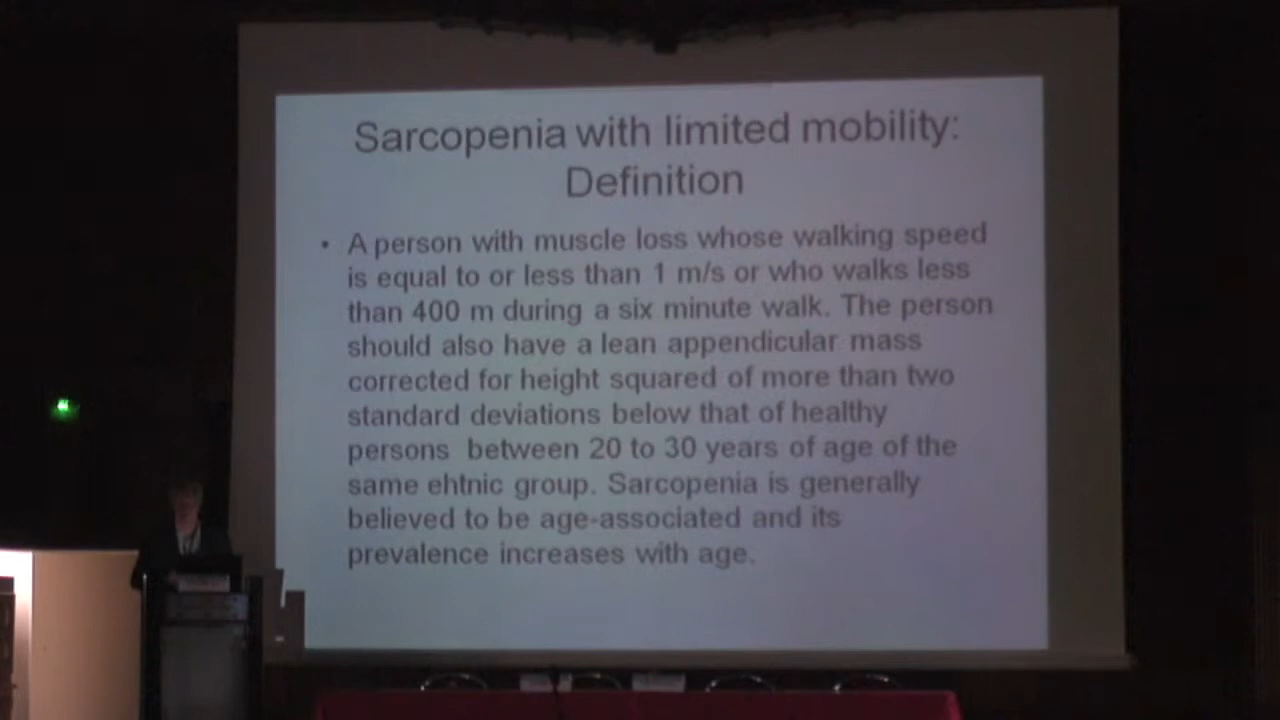 Sarcopenia with limited mobility:
Definition
• A person with muscle loss whose walking speed
is equal to or less than 1 m/s or who walks less
than 400 m during a six minute walk. The person
should also have a lean appendicular mass
corrected for height squared of more than two
standard deviations below that of healthy
persons between 20 to 30 years of age of the
same ehtnic group. Sarcopenia is generally
believed to be age-associated and its
prevalence increases with age.